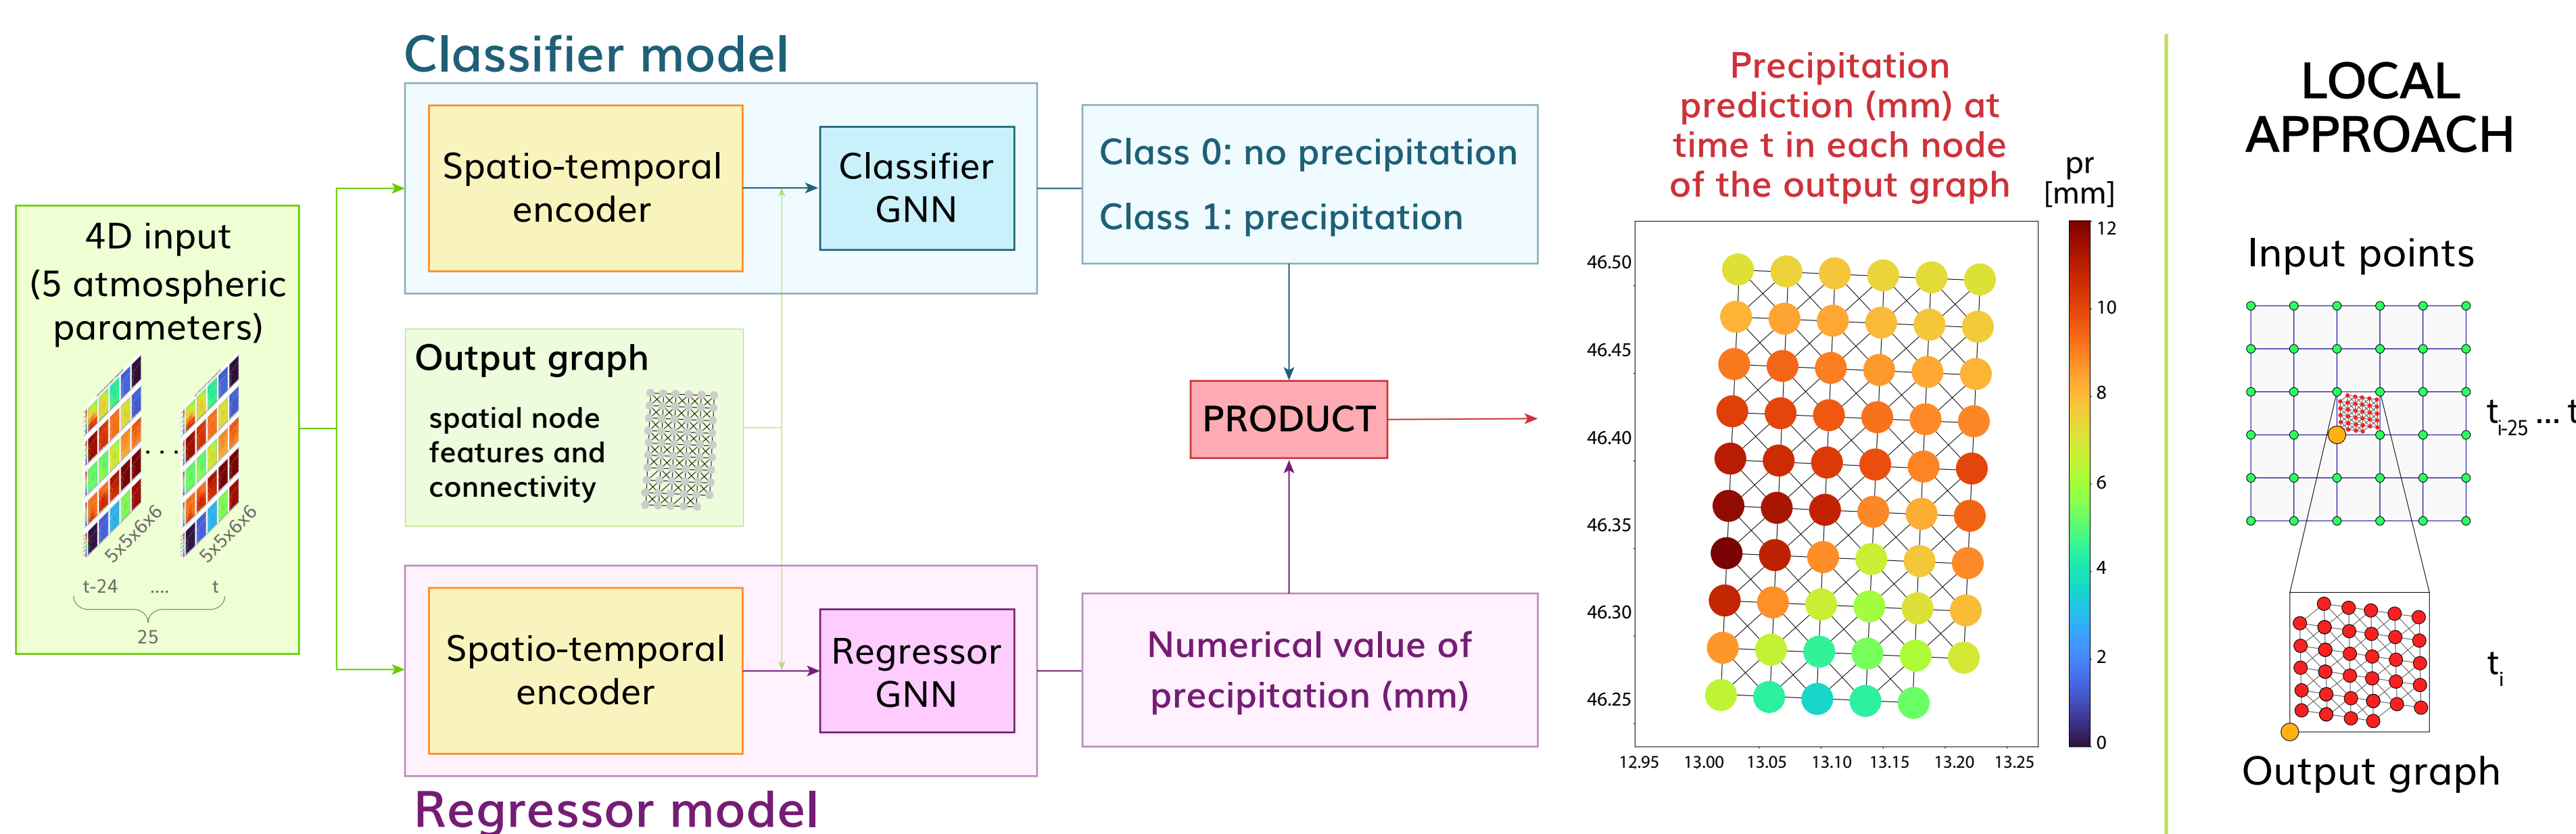 Classifier model
Spatio-temporal
encoder
Classifier
GNN
Class 0: no precipitation
Class 1: precipitation
4D input
(5 atmospheric
parameters)
...
5x5x6x6
5x5x6x6
t-24 .... t
25
Output graph
spatial node
features and
connectivity
PRODUCT
Spatio-temporal
encoder
Regressor
GNN
Numerical value of
precipitation (mm)
Regressor model
Precipitation
prediction (mm) at
time t in each node
of the output graph
pr
[mm]
46.50
46.45
46.40
46.35
46.30
46.25
12.95 13.00 13.05 13.10 13.15 13.20 13.25
12
10
8
6
4
2
0
LOCAL
APPROACH
Input points
t i-25 ... t
t i
Output graph